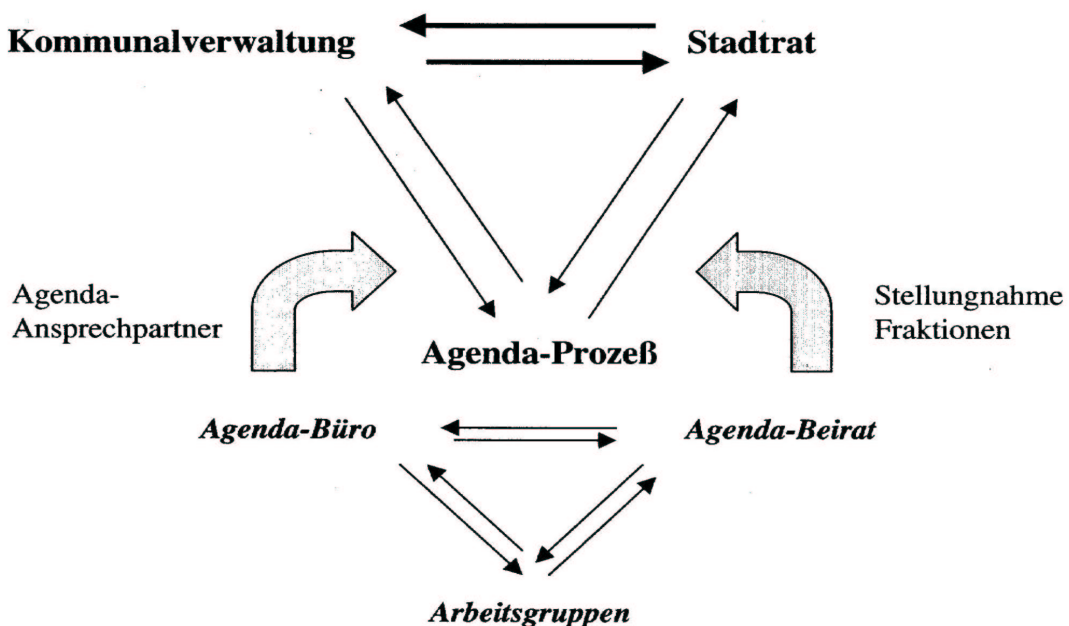 Kommunalverwaltung
Stadtrat
Agenda-
Ansprechpartner
Stellungnahme
Fraktionen
Agenda-Prozeß
Agenda-Büro
Agenda-Beirat
Arbeitsgruppen